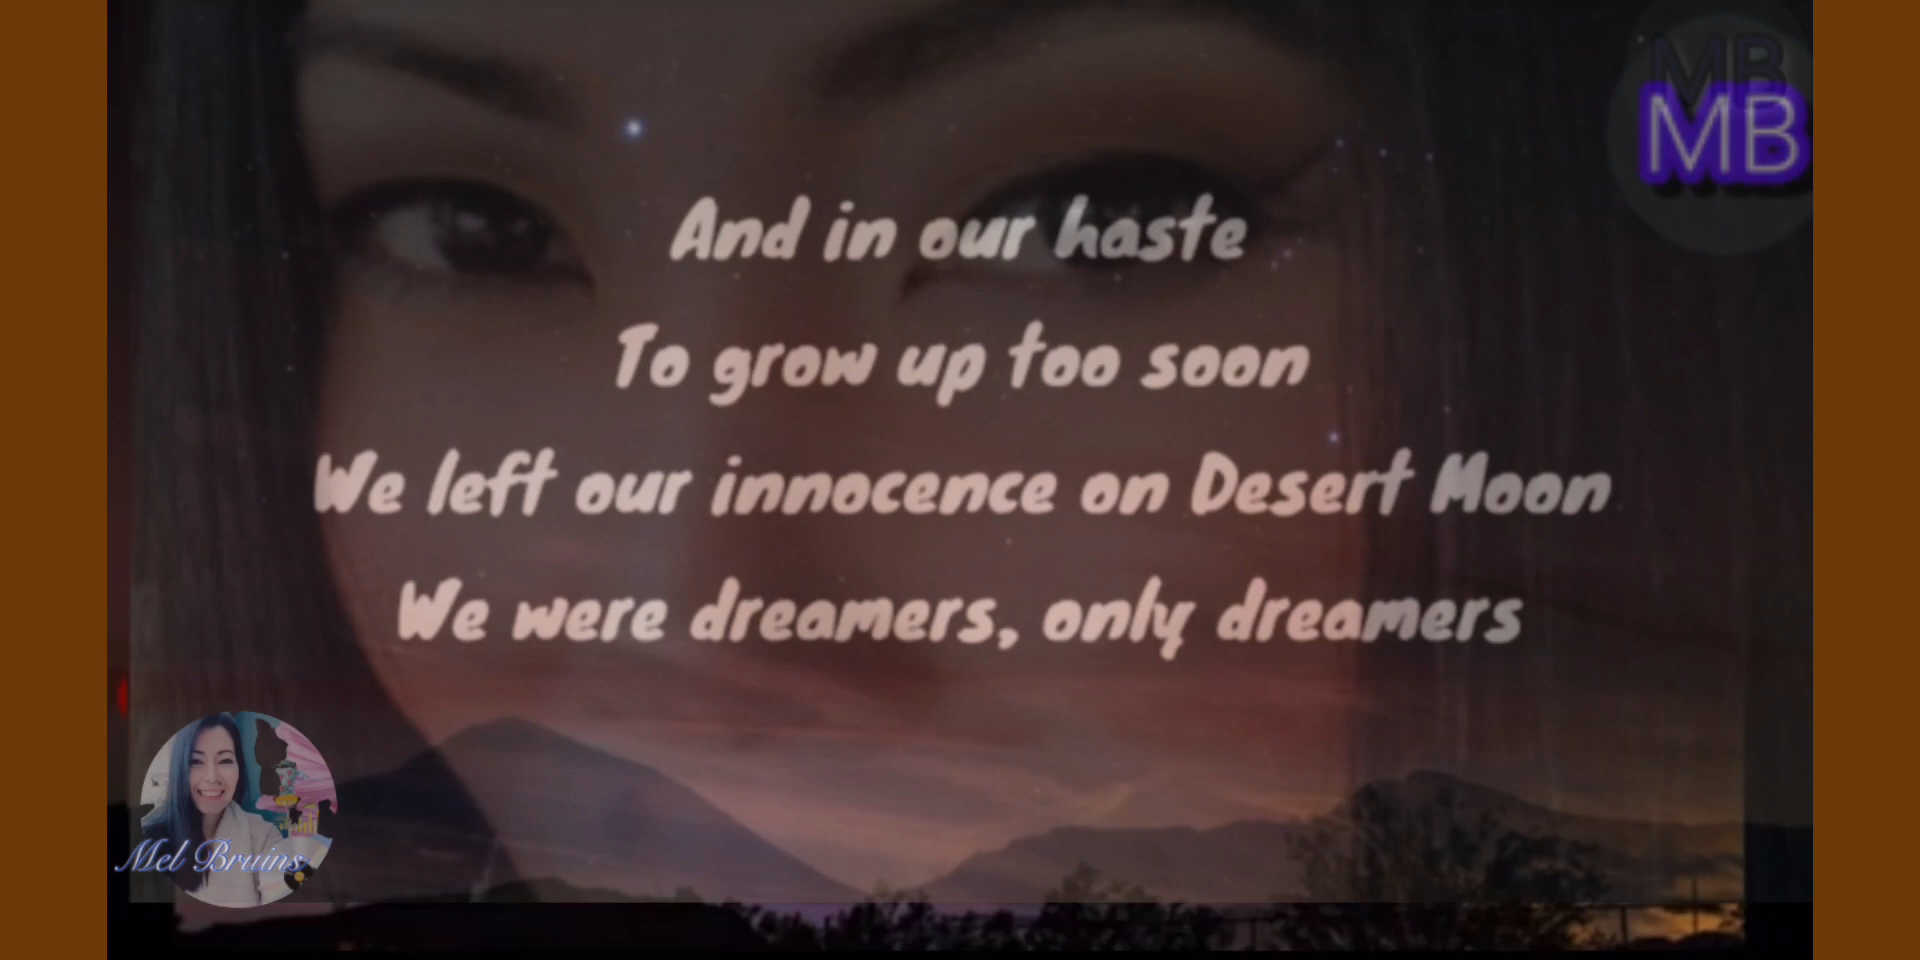 MB
MB
And in our haste
To grow up too soon
We left our innocence on Desert Moon
We were dreamers, only dreamers
Mel Bruins